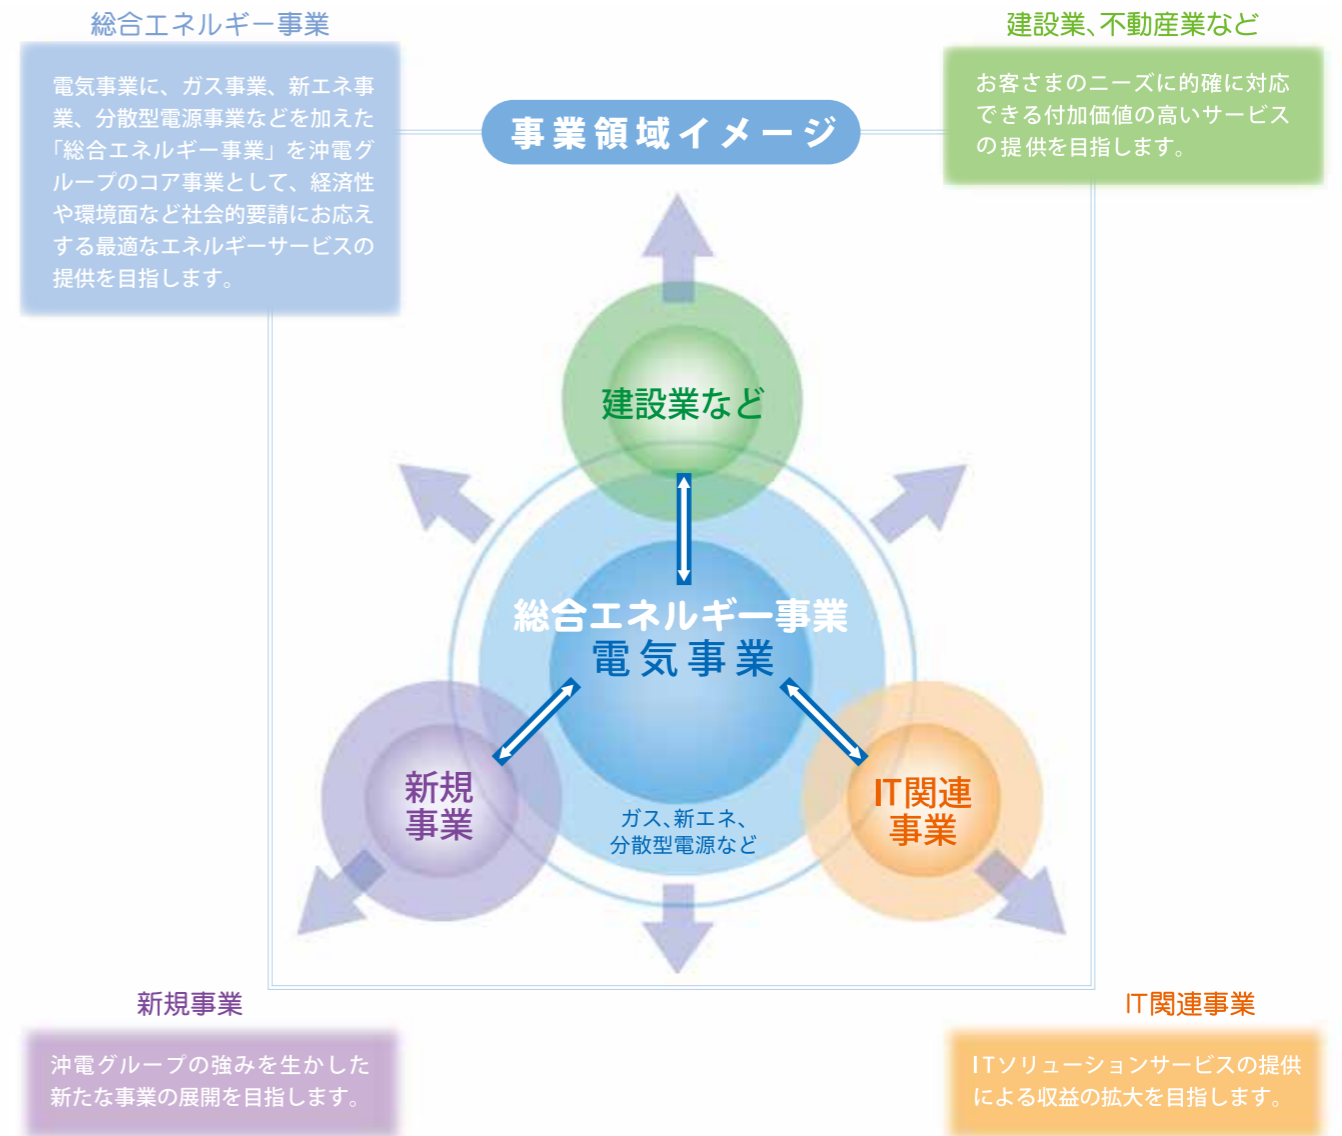 総合エネルギー事業
電気事業に、ガス事業、新エネ事
業、分散型電源事業などを加えた
「総合エネルギー事業」を沖電グ
ループのコア事業として、経済性
や環境面など社会的要請にお応え
する最適なエネルギーサービスの
提供を目指します。
事業領域イメージ
建設業、不動産業など
お客さまのニーズに的確に対応
できる付加価値の高いサービス
の提供を目指します。
建設業など
総合エネルギー事業
電気事業
ガス、新エネ、
分散型電源など
新規
事業
IT関連
事業
新規事業
沖電グループの強みを生かした
新たな事業の展開を目指します。
IT関連事業
ITソリューションサービスの提供
による収益の拡大を目指します。